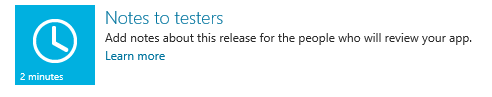 Notes to testers
Add notes about this release for the people who will review your app.
Learn more
2 minutes